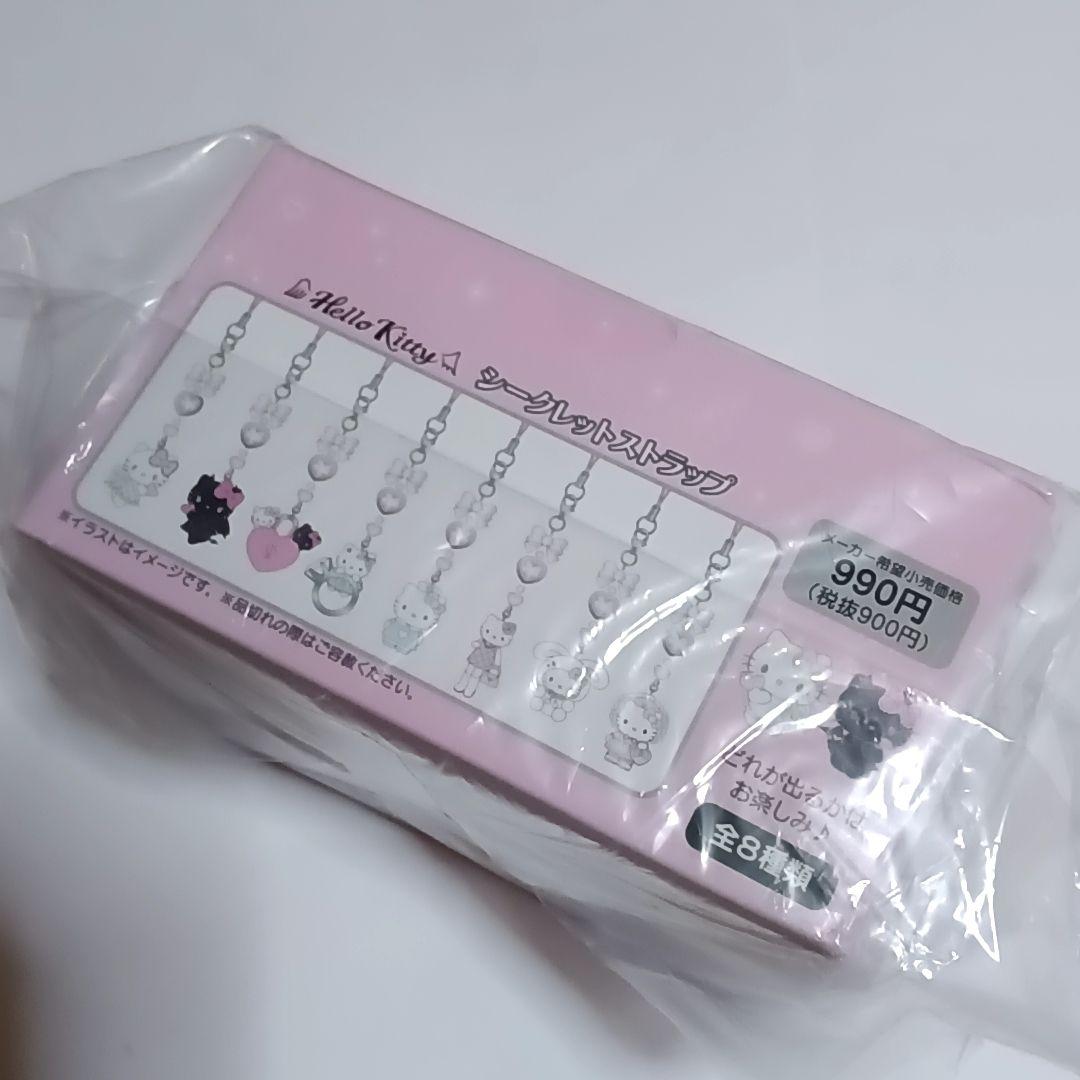 Hello Kitty
シークレットストラップ
※イラストはイメージです。※品切れの際はご容赦ください。
メーカー希望小売価格
990円
(税抜900円)
どれが出るかは
お楽しみ♪
全8種類